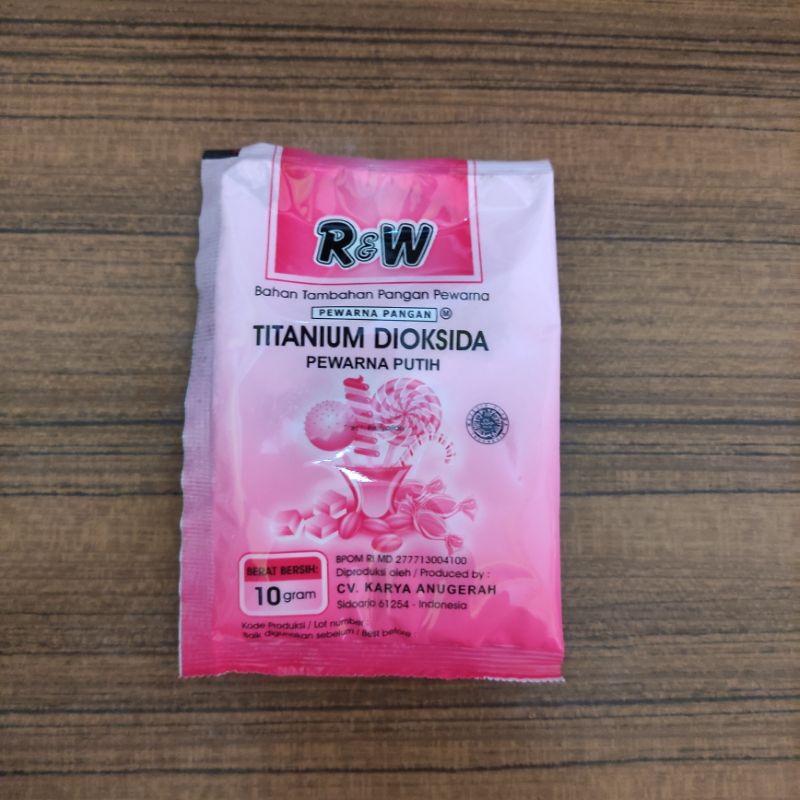 R&W
Bahan Tambahan Pangan Pewarna
PEWARNA PANGAN M
TITANIUM DIOKSIDA
PEWARNA PUTIH
BERAT BERSIH:
10 gram
BPOM RI MD 277713004100
Diproduksi oleh / Produced by :
CV. KARYA ANUGERAH
Sidoarjo 61254 - Indonesia
Kode Produksi / Lot number :
Baik digunakan sebelum / Best before :